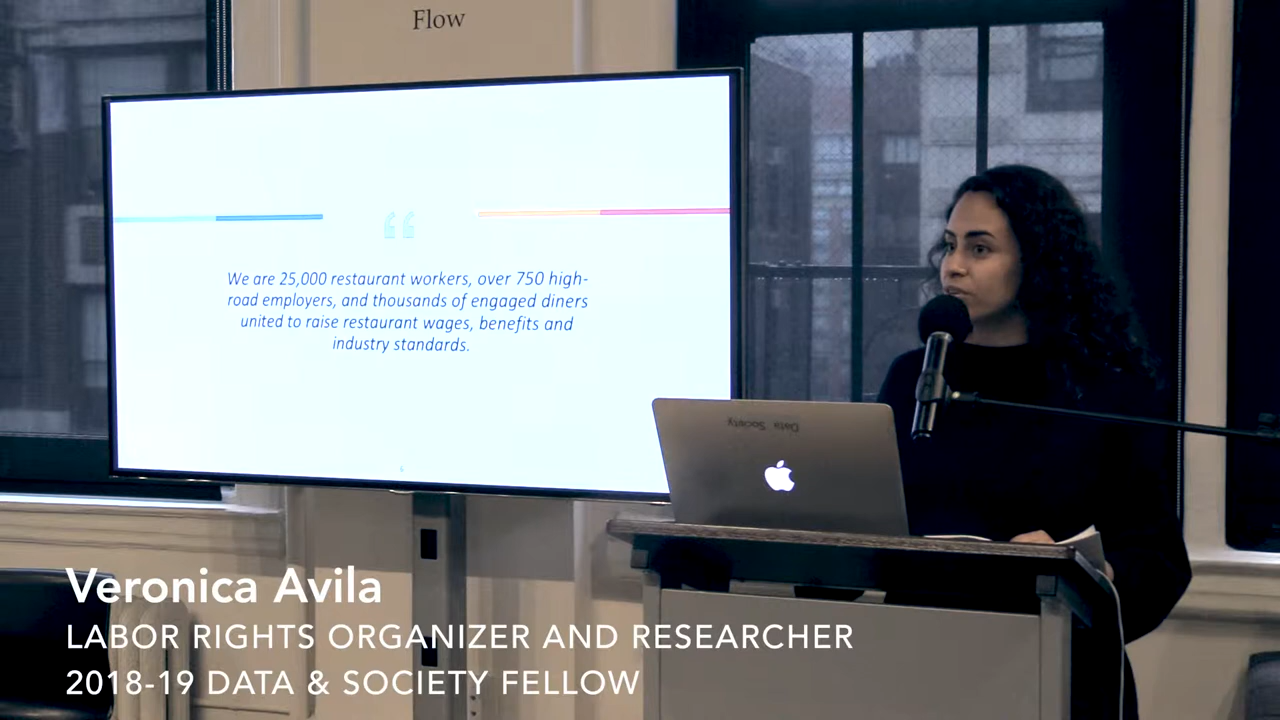 Flow
“
We are 25,000 restaurant workers, over 750 high-
road employers, and thousands of engaged diners
united to raise restaurant wages, benefits and
industry standards.
Data Society
Veronica Avila
LABOR RIGHTS ORGANIZER AND RESEARCHER
2018-19 DATA & SOCIETY FELLOW